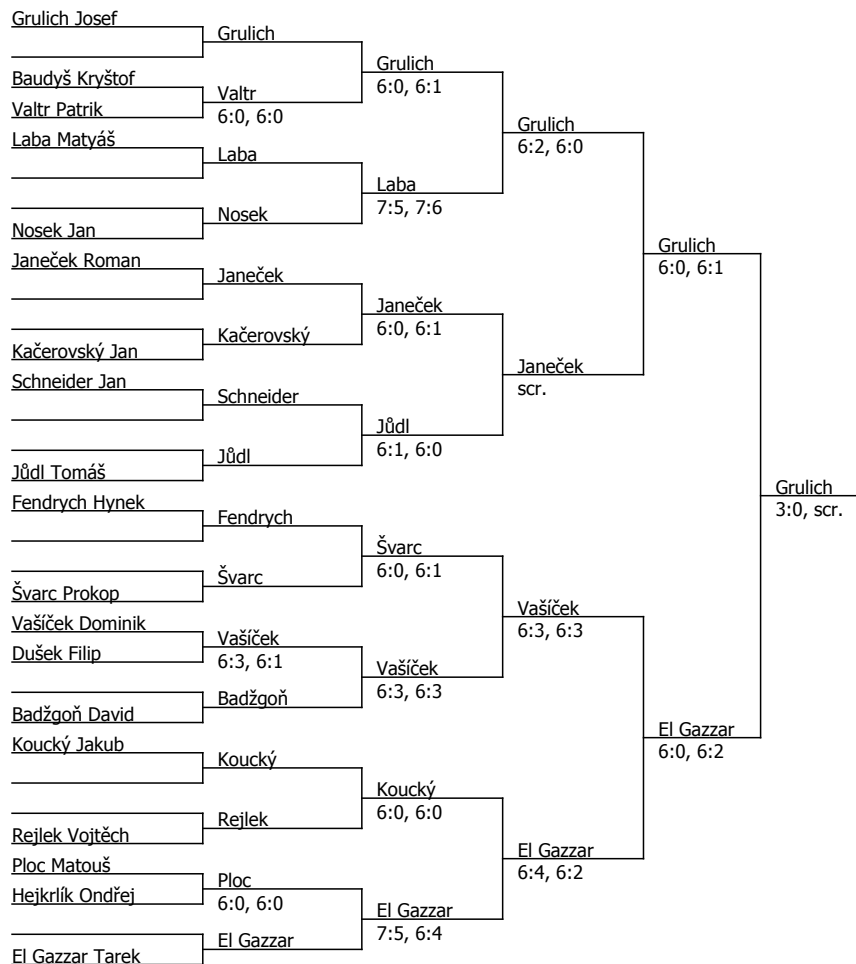 Grulich Josef
Baudyš Kryštof
Valtr Patrik
Laba Matyáš
Nosek Jan
Janeček Roman
Kačerovský Jan
Schneider Jan
Jůdl Tomáš
Fendrych Hynek
Švarc Prokop
Vašíček Dominik
Dušek Filip
Badžgoň David
Koucký Jakub
Rejlek Vojtěch
Ploc Matouš
Hejkrlík Ondřej
El Gazzar Tarek
Grulich
Valtr
6:0, 6:0
Laba
Nosek
Janeček
Kačerovský
Schneider
Jůdl
Fendrych
Švarc
Vašíček
6:3, 6:1
Badžgoň
Koucký
Rejlek
Ploc
6:0, 6:0
El Gazzar
Grulich
6:0, 6:1
Laba
7:5, 7:6
Janeček
6:0, 6:1
Jůdl
6:1, 6:0
Švarc
6:0, 6:1
Vašíček
6:3, 6:3
Koucký
6:0, 6:0
El Gazzar
7:5, 6:4
Grulich
6:2, 6:0
Janeček
scr.
Vašíček
6:3, 6:3
El Gazzar
6:4, 6:2
Grulich
6:0, 6:1
El Gazzar
6:0, 6:2
Grulich
3:0, scr.